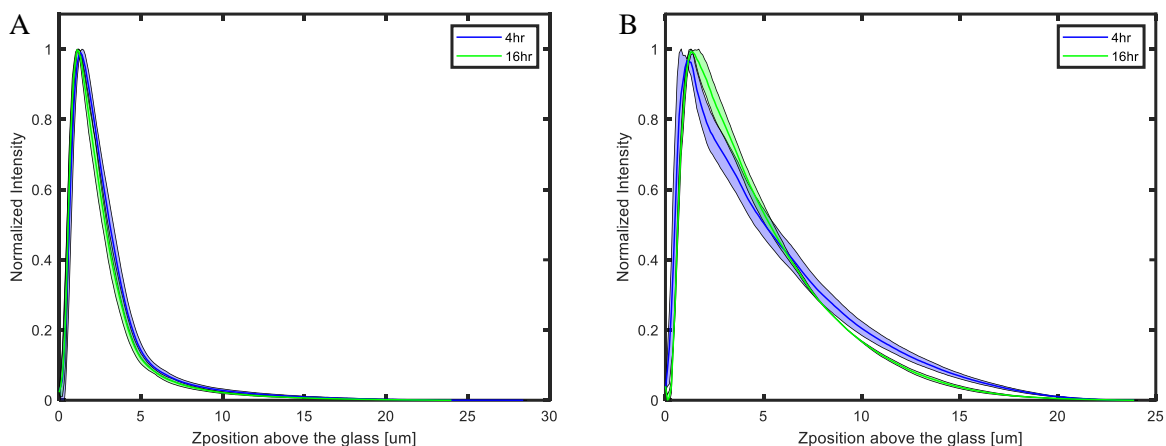 A
1
0.8
0.6
0.4
0.2
0
Normalized Intensity
0 5 10 15 20 25 30
Zposition above the glass [um]
4hr
16hr
B
1
0.8
0.6
0.4
0.2
0
Normalized Intensity
0 5 10 15 20 25
Zposition above the glass [um]
4hr
16hr